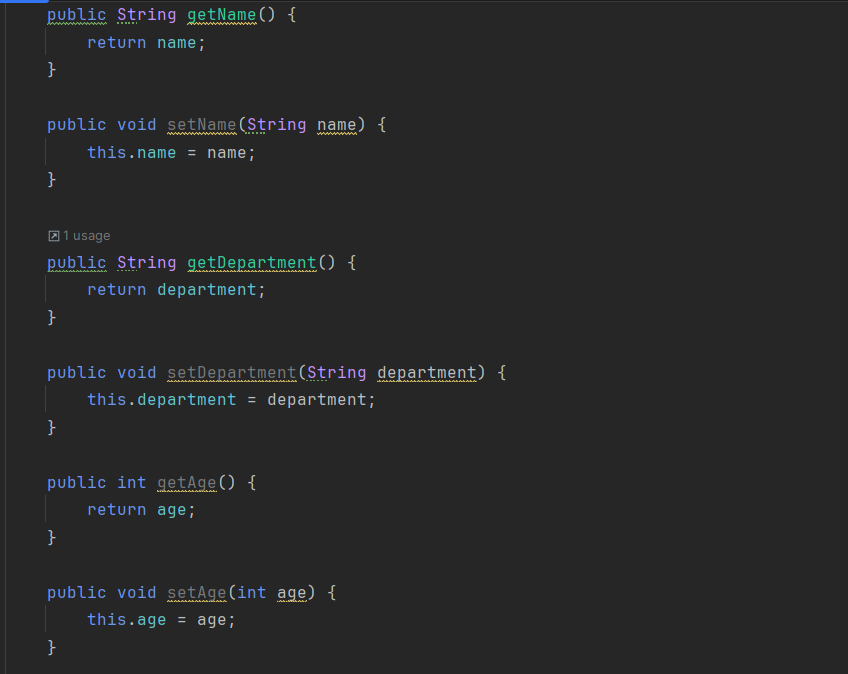 public String getName() {
    return name;
}
public void setName(String name) {
    this.name = name;
}
1 usage
public String getDepartment() {
    return department;
}
public void setDepartment(String department) {
    this.department = department;
}
public int getAge() {
    return age;
}
public void setAge(int age) {
    this.age = age;
}